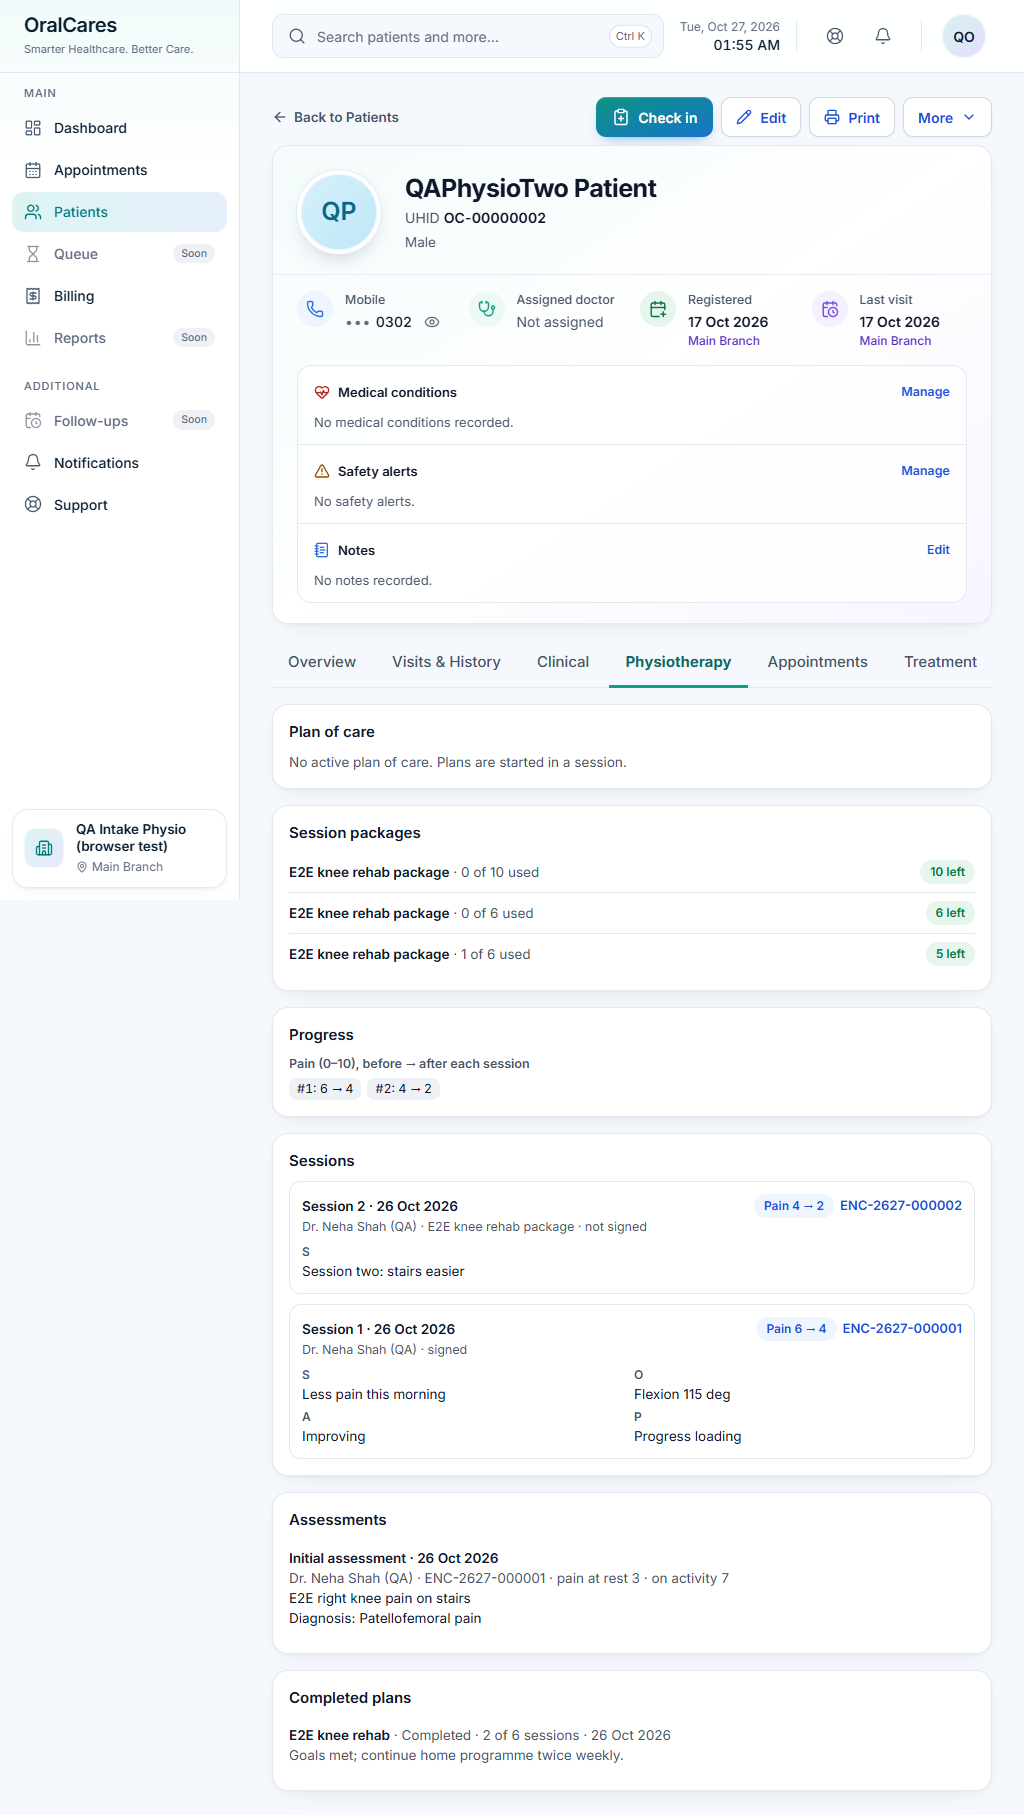 OralCares
Smarter Healthcare. Better Care.
Search patients and more...
Ctrl K
Tue, Oct 27, 2026
01:55 AM
QO
MAIN
Dashboard
Appointments
Patients
Queue
Soon
Billing
Reports
Soon
ADDITIONAL
Follow-ups
Soon
Notifications
Support
QA Intake Physio
(browser test)
Main Branch
Back to Patients
Check in
Edit
Print
More
QP
QAPhysioTwo Patient
UHID OC-00000002
Male
Mobile
••• 0302
Assigned doctor
Not assigned
Registered
17 Oct 2026
Main Branch
Last visit
17 Oct 2026
Main Branch
Medical conditions
Manage
No medical conditions recorded.
Safety alerts
Manage
No safety alerts.
Notes
Edit
No notes recorded.
Overview
Visits & History
Clinical
Physiotherapy
Appointments
Treatment
Plan of care
No active plan of care. Plans are started in a session.
Session packages
E2E knee rehab package · 0 of 10 used
10 left
E2E knee rehab package · 0 of 6 used
6 left
E2E knee rehab package · 1 of 6 used
5 left
Progress
Pain (0–10), before → after each session
#1: 6 → 4
#2: 4 → 2
Sessions
Session 2 · 26 Oct 2026
Pain 4 → 2
ENC-2627-000002
Dr. Neha Shah (QA) · E2E knee rehab package · not signed
S
Session two: stairs easier
Session 1 · 26 Oct 2026
Pain 6 → 4
ENC-2627-000001
Dr. Neha Shah (QA) · signed
S
Less pain this morning
O
Flexion 115 deg
A
Improving
P
Progress loading
Assessments
Initial assessment · 26 Oct 2026
Dr. Neha Shah (QA) · ENC-2627-000001 · pain at rest 3 · on activity 7
E2E right knee pain on stairs
Diagnosis: Patellofemoral pain
Completed plans
E2E knee rehab · Completed · 2 of 6 sessions · 26 Oct 2026
Goals met; continue home programme twice weekly.